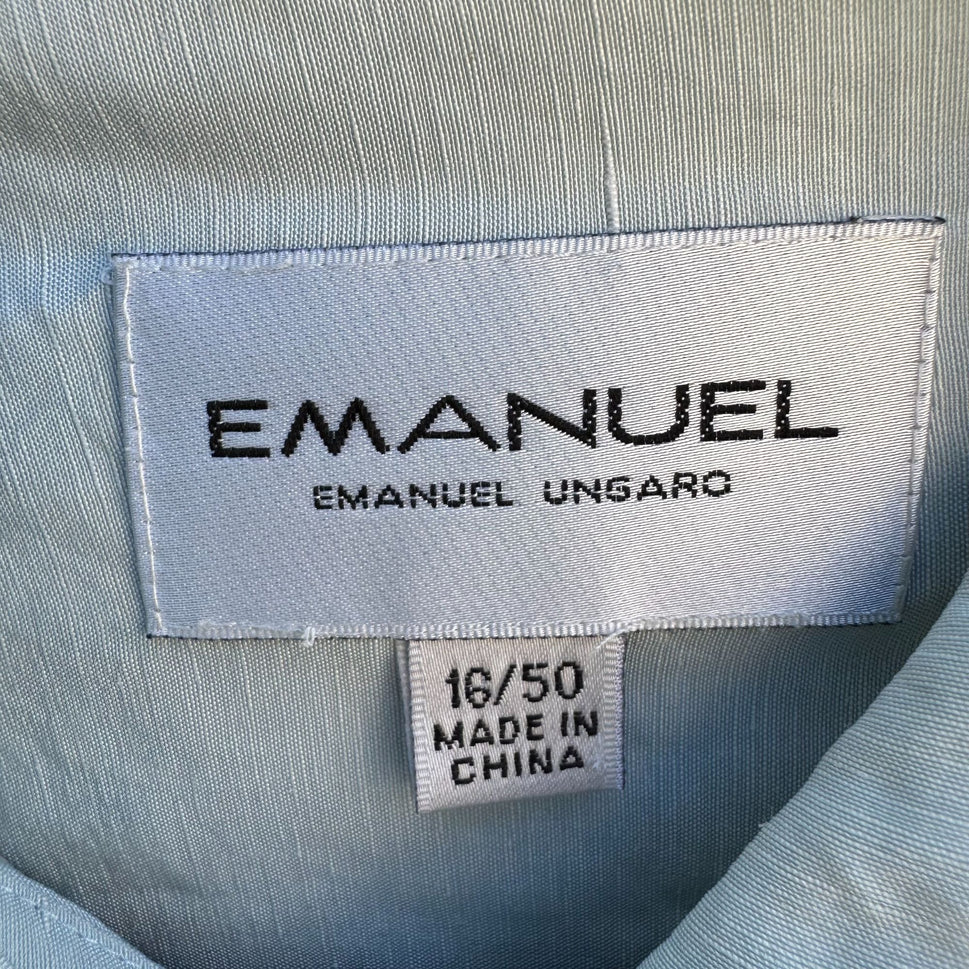 EMANUEL
EMANUEL UNGARO
16/50
MADE IN
CHINA